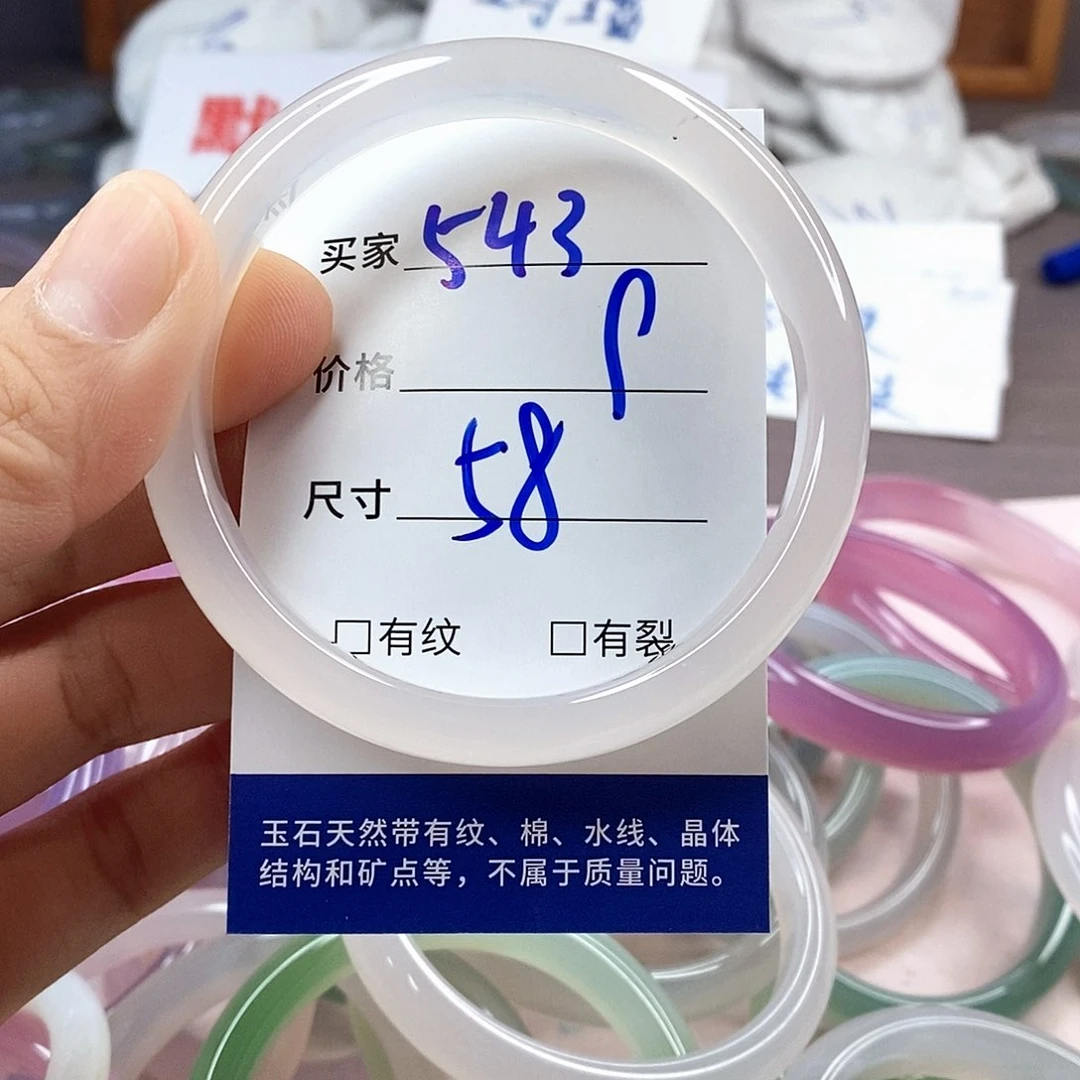 默
买家 543
价格
尺寸 58
□有纹 □有裂
玉石天然带有纹、棉、水线、晶体
结构和矿点等，不属于质量问题。